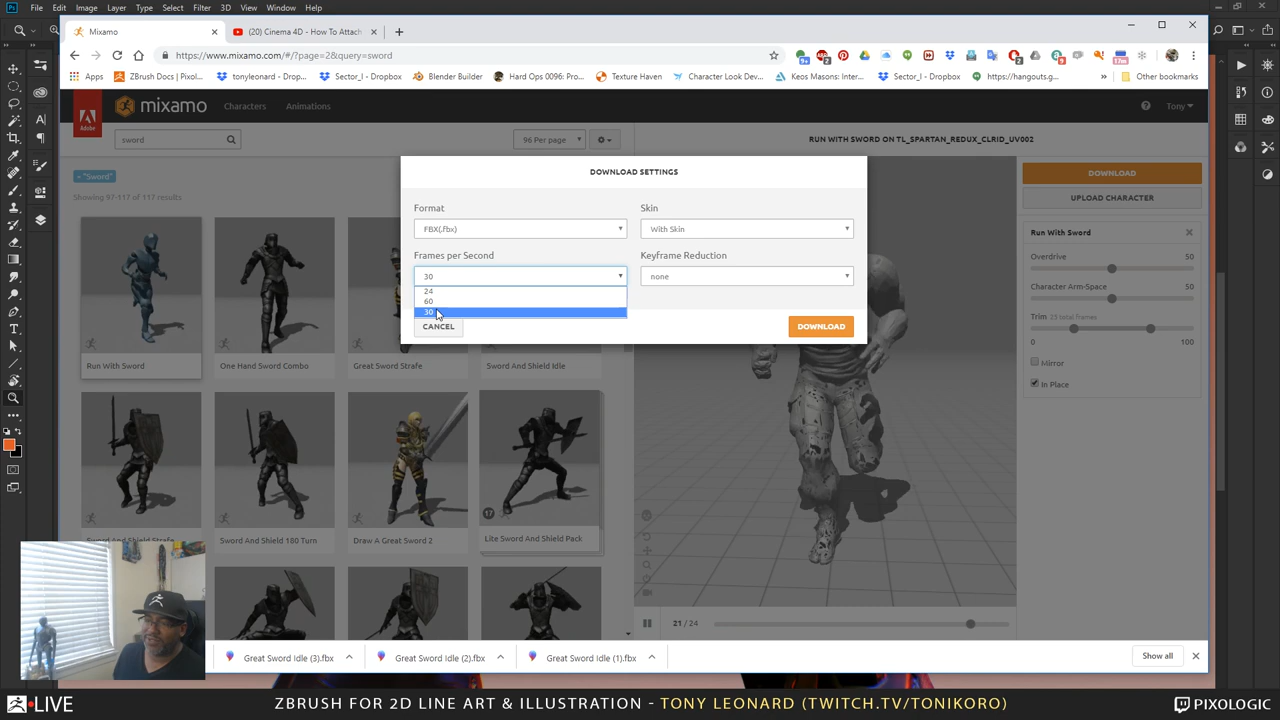 File Edit Image Layer Type Select Filter 3D View Window Help
Mixamo
(20) Cinema 4D - How To Attach
https://www.mixamo.com/#/?page=2&query=sword
Apps
ZBrush Docs | Pixol...
tonyleonard - Drop...
Sector_l - Dropbox
Blender Builder
Hard Ops 0096: Pro...
Texture Haven
Character Look Dev...
Keos Masons: Inter...
Sector_l - Dropbox
https://hangouts.g...
Other bookmarks
Adobe
mixamo
Characters
Animations
Tony
sword
96 Per page
RUN WITH SWORD ON TL_SPARTAN_REDUX_CLRID_UV002
"Sword"
Showing 97-117 of 117 results
DOWNLOAD SETTINGS
Format
Skin
FBX(.fbx)
With Skin
Frames per Second
Keyframe Reduction
30
none
24
60
30
CANCEL
DOWNLOAD
DOWNLOAD
UPLOAD CHARACTER
Run With Sword
Overdrive
50
Character Arm-Space
50
Trim
25 total frames
0
100
Mirror
In Place
Run With Sword
One Hand Sword Combo
Great Sword Strafe
Sword And Shield Idle
17
Sword And Shield Strafe
Sword And Shield 180 Turn
Draw A Great Sword 2
Lite Sword And Shield Pack
21 / 24
Great Sword Idle (3).fbx
Great Sword Idle (2).fbx
Great Sword Idle (1).fbx
Show all
LIVE
ZBRUSH FOR 2D LINE ART & ILLUSTRATION - TONY LEONARD (TWITCH.TV/TONIKORO)
PIXOLOGIC